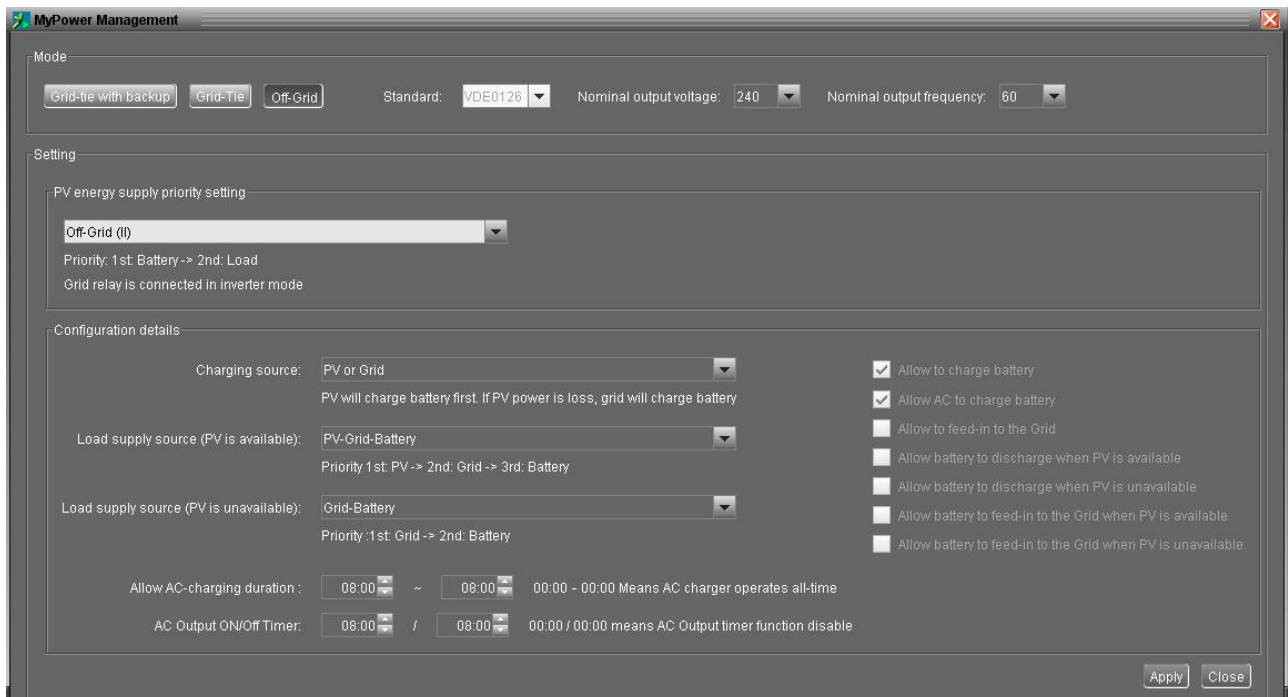 MyPower Management
Mode
Grid-tie with backup Grid-Tie Off-Grid Standard: VDE0126 Nominal output voltage: 240 Nominal output frequency: 60
Setting
PV energy supply priority setting
Off-Grid (II)
Priority: 1st: Battery -> 2nd: Load
Grid relay is connected in inverter mode
Configuration details
Charging source: PV or Grid Allow to charge battery
PV will charge battery first. If PV power is loss, grid will charge battery Allow AC to charge battery
Allow to feed-in to the Grid
Load supply source (PV is available): PV-Grid-Battery Allow battery to discharge when PV is available
Priority 1st: PV -> 2nd: Grid -> 3rd: Battery
Allow battery to discharge when PV is unavailable
Load supply source (PV is unavailable): Grid-Battery Allow battery to feed-in to the Grid when PV is available
Priority :1st: Grid -> 2nd: Battery Allow battery to feed-in to the Grid when PV is unavailable
Allow AC-charging duration : 08:00 ~ 08:00 00:00 - 00:00 Means AC charger operates all-time
AC Output ON/Off Timer: 08:00 / 08:00 00:00 / 00:00 means AC Output timer function disable
Apply Close